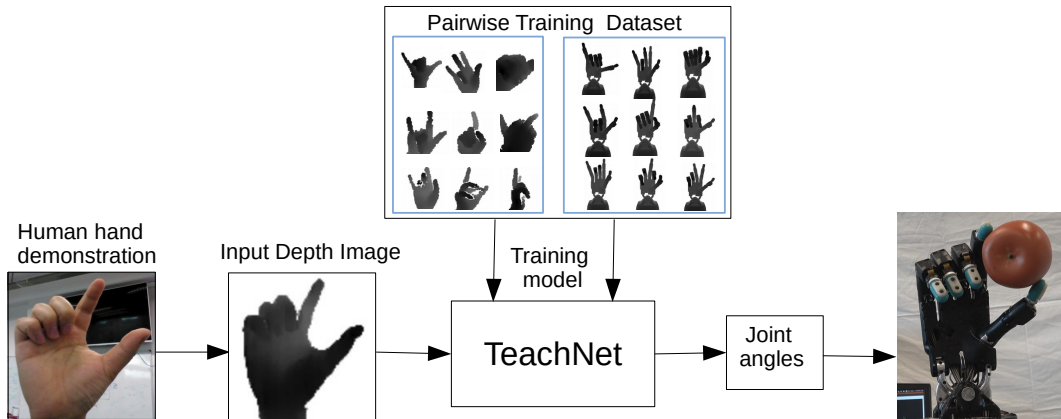 Pairwise Training Dataset
Human hand
demonstration
Input Depth Image
Training
model
TeachNet
Joint
angles